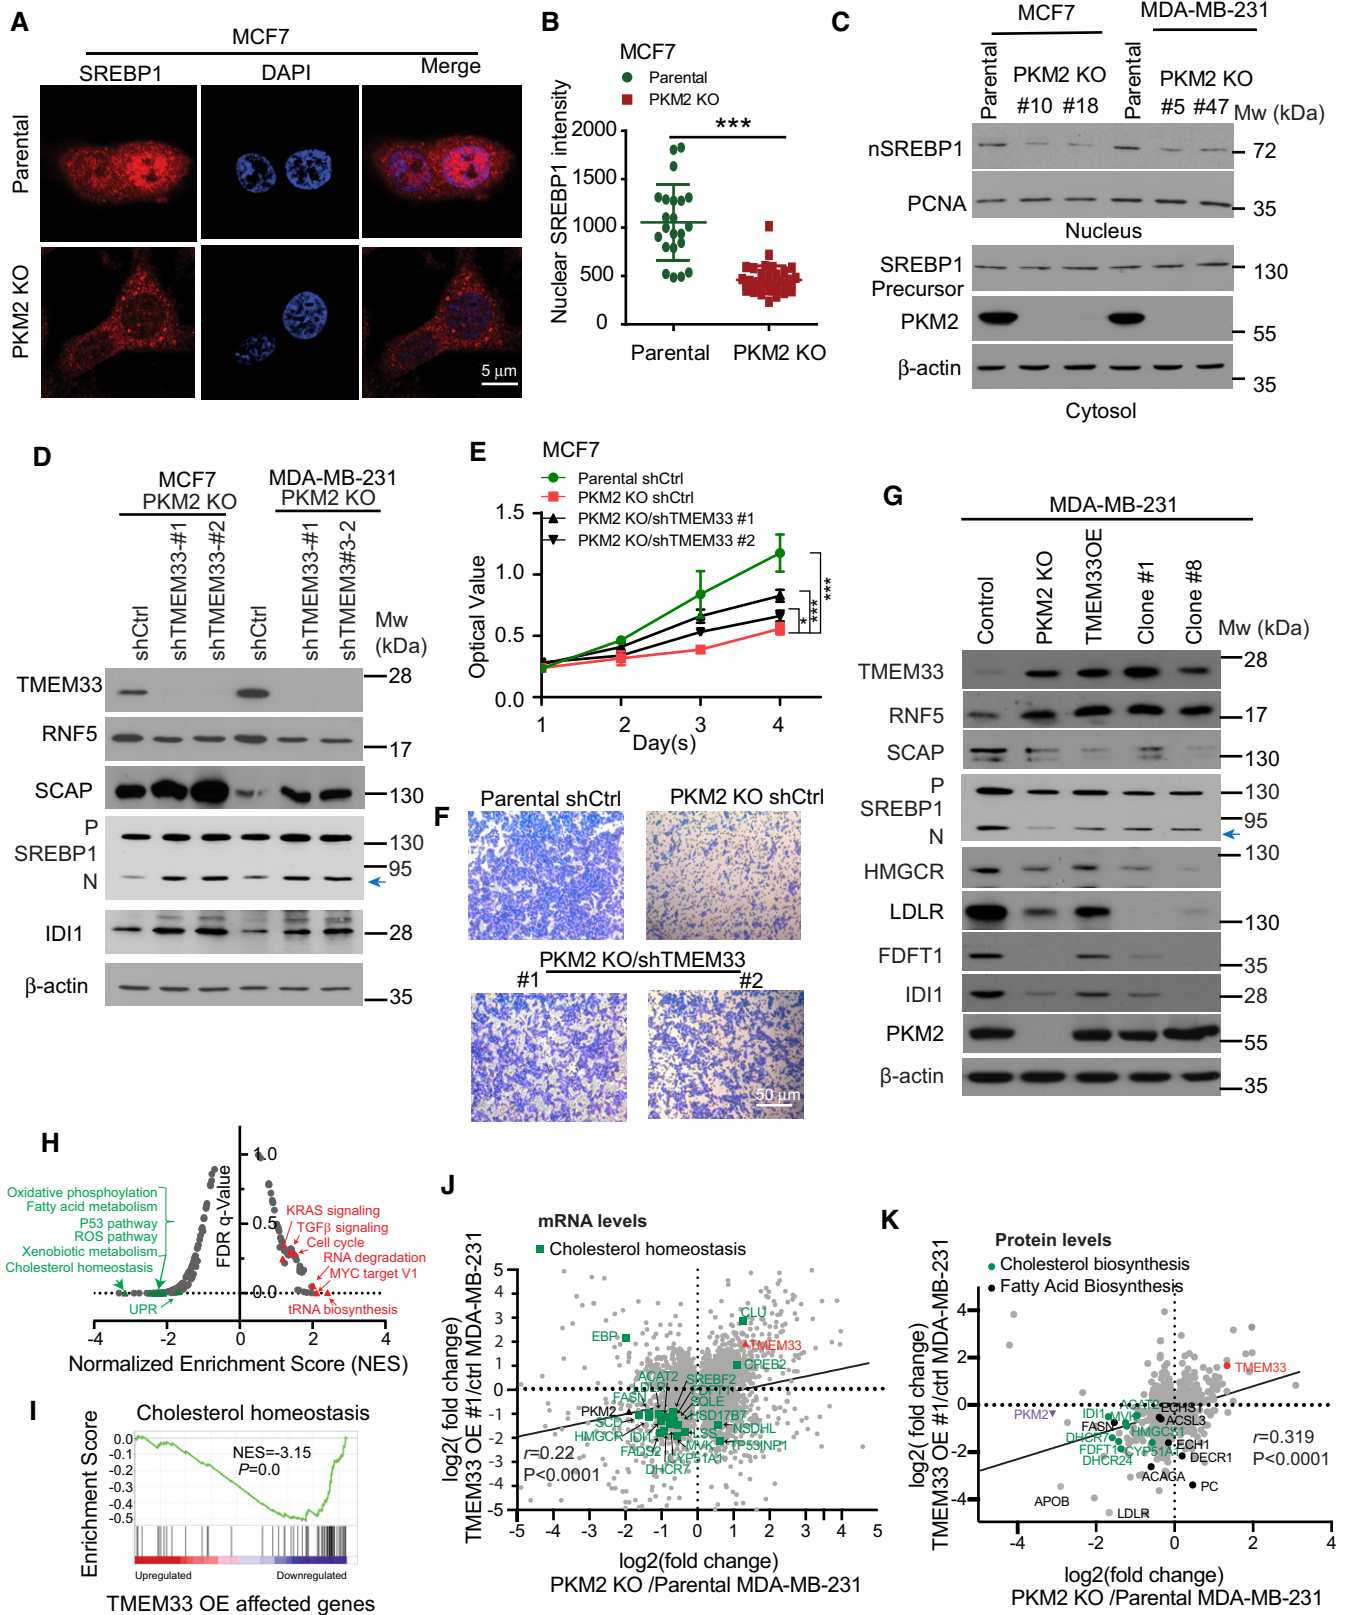 A
MCF7
SREBP1
DAPI
Merge
Parental
PKM2 KO
5 µm
B
MCF7
Parental
PKM2 KO
***
Nuclear SREBP1 intensity
2000
1500
1000
500
0
Parental
PKM2 KO
C
MCF7
MDA-MB-231
Parental
PKM2 KO
#10 #18
Parental
PKM2 KO
#5 #47
Mw (kDa)
nSREBP1
72
PCNA
35
Nucleus
SREBP1
Precursor
130
PKM2
55
β-actin
35
Cytosol
D
MCF7
PKM2 KO
MDA-MB-231
PKM2 KO
shCtrl
shTMEM33-#1
shTMEM33-#2
shCtrl
shTMEM33-#1
shTMEM3#3-2
Mw
(kDa)
TMEM33
28
RNF5
17
SCAP
130
P
SREBP1
N
130
95
IDI1
28
β-actin
35
E
MCF7
Parental shCtrl
PKM2 KO shCtrl
PKM2 KO/shTMEM33 #1
PKM2 KO/shTMEM33 #2
Optical Value
1.5
1.0
0.5
0.0
1
2
3
4
Day(s)
*
***
***
F
Parental shCtrl
PKM2 KO shCtrl
PKM2 KO/shTMEM33
#1
#2
50 µm
G
MDA-MB-231
Control
PKM2 KO
TMEM33OE
Clone #1
Clone #8
Mw (kDa)
TMEM33
28
RNF5
17
SCAP
130
P
SREBP1
N
130
95
HMGCR
130
LDLR
130
FDFT1
35
IDI1
28
PKM2
55
β-actin
35
H
FDR q-Value
1.0
0.5
0.0
Oxidative phosphoylation
Fatty acid metabolism
P53 pathway
ROS pathway
Xenobiotic metabolism
Cholesterol homeostasis
UPR
KRAS signaling
TGFβ signaling
Cell cycle
RNA degradation
MYC target V1
tRNA biosynthesis
-4
-2
0
2
4
Normalized Enrichment Score (NES)
I
Cholesterol homeostasis
Enrichment Score
0.0
-0.1
-0.2
-0.3
-0.4
-0.5
NES=-3.15
P=0.0
Upregulated
Downregulated
TMEM33 OE affected genes
J
mRNA levels
Cholesterol homeostasis
log2( fold change)
TMEM33 OE #1/ctrl MDA-MB-231
5
4
3
2
1
0
-1
-2
-3
-4
-5
CLU
EBP
TMEM33
CPEB2
ACAT2
SREBF2
LDLR
FDFT1
FASN
SQLE
PKM2
HSD17B7
SCD
NSDHL
HMGCR
IDI1
LSS
FADS2
MVK
TP53INP1
CYP51A1
DHCR7
r=0.22
P<0.0001
-5
-4
-3
-2
-1
0
1
2
3
4
5
log2(fold change)
PKM2 KO /Parental MDA-MB-231
K
Protein levels
Cholesterol biosynthesis
Fatty Acid Biosynthesis
log2( fold change)
TMEM33 OE #1/ctrl MDA-MB-231
4
2
0
-2
-4
TMEM33
PKM2
ACAT2
ECHS1
IDI1
MVK
ACSL3
FASN
HMGCS1
DHCR7
ECH1
FDFT1
CYP51A
DECR1
DHCR24
ACACA
PC
APOB
LDLR
r=0.319
P<0.0001
-4
-2
0
2
4
log2(fold change)
PKM2 KO /Parental MDA-MB-231